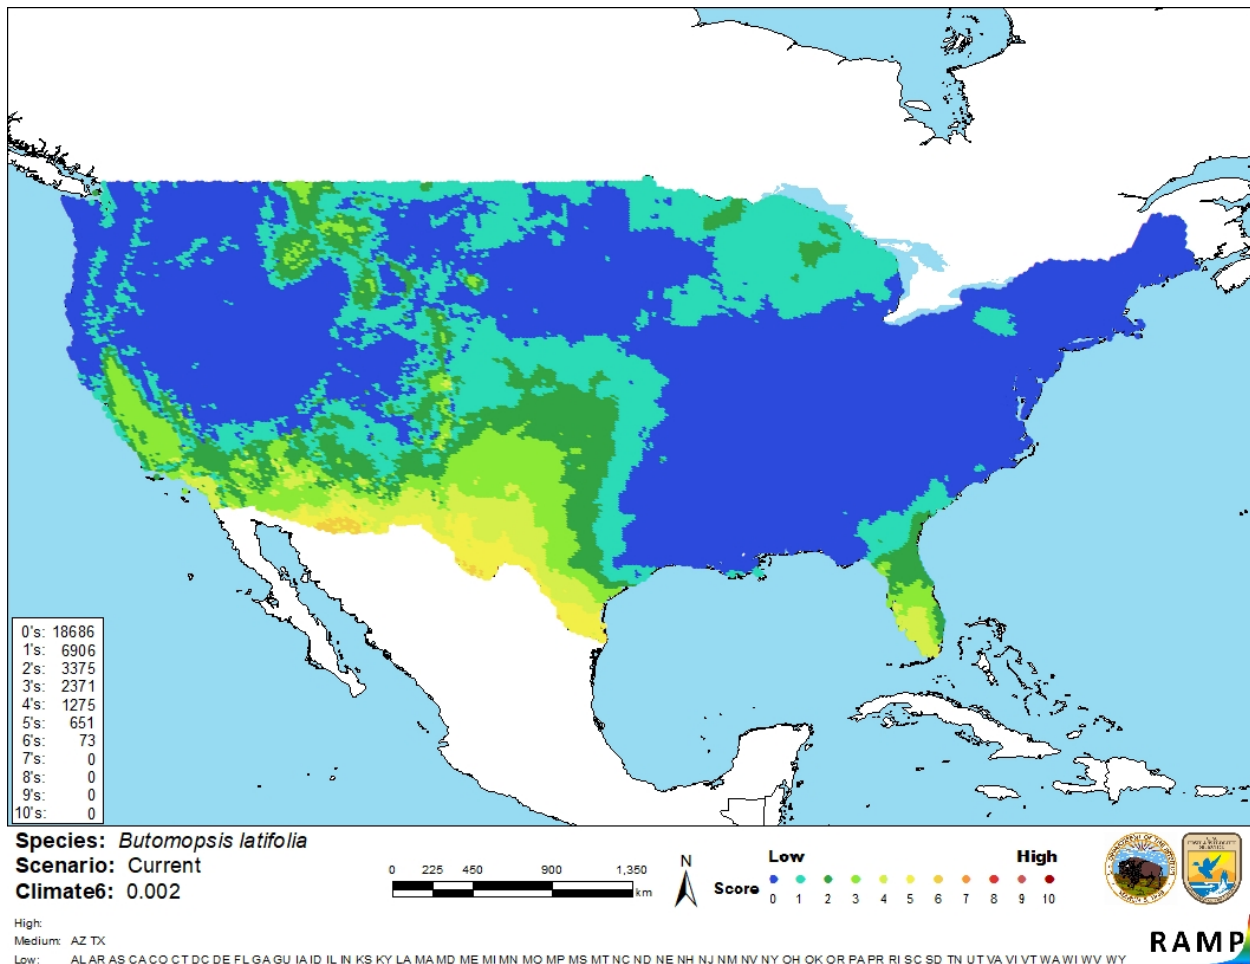 0's: 18686
1's: 6906
2's: 3375
3's: 2371
4's: 1275
5's: 651
6's: 73
7's: 0
8's: 0
9's: 0
10's: 0
Species: Butomopsis latifolia
Scenario: Current
Climate6: 0.002
0 225 450 900 1,350
km
N
Low High
Score
0 1 2 3 4 5 6 7 8 9 10
High:
Medium: AZ TX
Low: AL AR AS CA CO CT DC DE FL GA GU IA ID IL IN KS KY LA MA MD ME MI MN MO MP MS MT NC ND NE NH NJ NM NV NY OH OK OR PA PR RI SC SD TN UT VA VI VT WA WI WV WY
RAMP